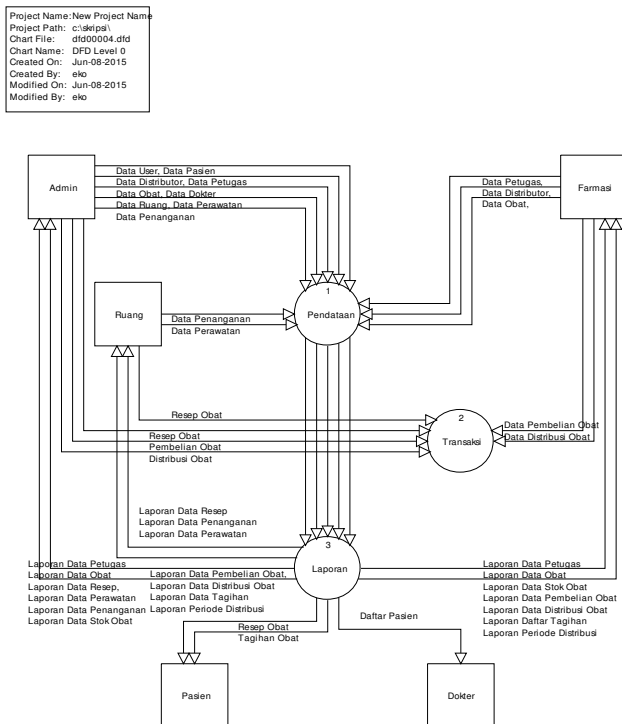 Project Name: New Project Name
Project Path: c:\skripsi\
Chart File: dfd00004.dfd
Chart Name: DFD Level 0
Created On: Jun-08-2015
Created By: eko
Modified On: Jun-08-2015
Modified By: eko
Admin
Data User, Data Pasien
Data Distributor, Data Petugas
Data Obat, Data Dokter
Data Ruang, Data Perawatan
Data Penanganan
Data Petugas,
Data Distributor,
Data Obat,
Farmasi
Ruang
Data Penanganan
Data Perawatan
1
Pendataan
Resep Obat
Resep Obat
Pembelian Obat
Distribusi Obat
2
Transaksi
Data Pembelian Obat
Data Distribusi Obat
Laporan Data Resep
Laporan Data Penanganan
Laporan Data Perawatan
3
Laporan
Laporan Data Petugas
Laporan Data Obat
Laporan Data Resep,
Laporan Data Perawatan
Laporan Data Penanganan
Laporan Data Stok Obat
Laporan Data Pembelian Obat,
Laporan Data Distribusi Obat
Laporan Data Tagihan
Laporan Periode Distribusi
Laporan Data Petugas
Laporan Data Obat
Laporan Data Stok Obat
Laporan Data Pembelian Obat
Laporan Data Distribusi Obat
Laporan Daftar Tagihan
Laporan Periode Distribusi
Resep Obat
Tagihan Obat
Daftar Pasien
Pasien
Dokter